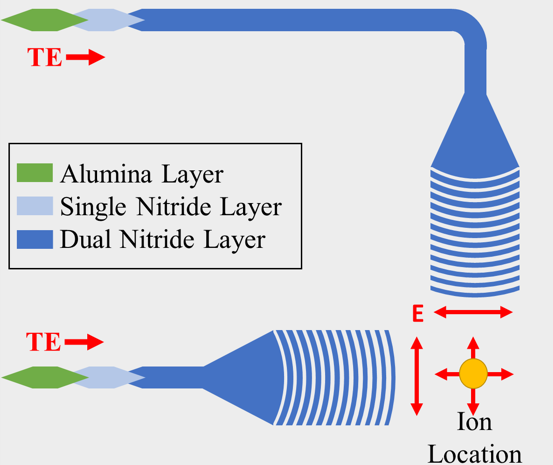 TE
Alumina Layer
Single Nitride Layer
Dual Nitride Layer
E
TE
Ion
Location